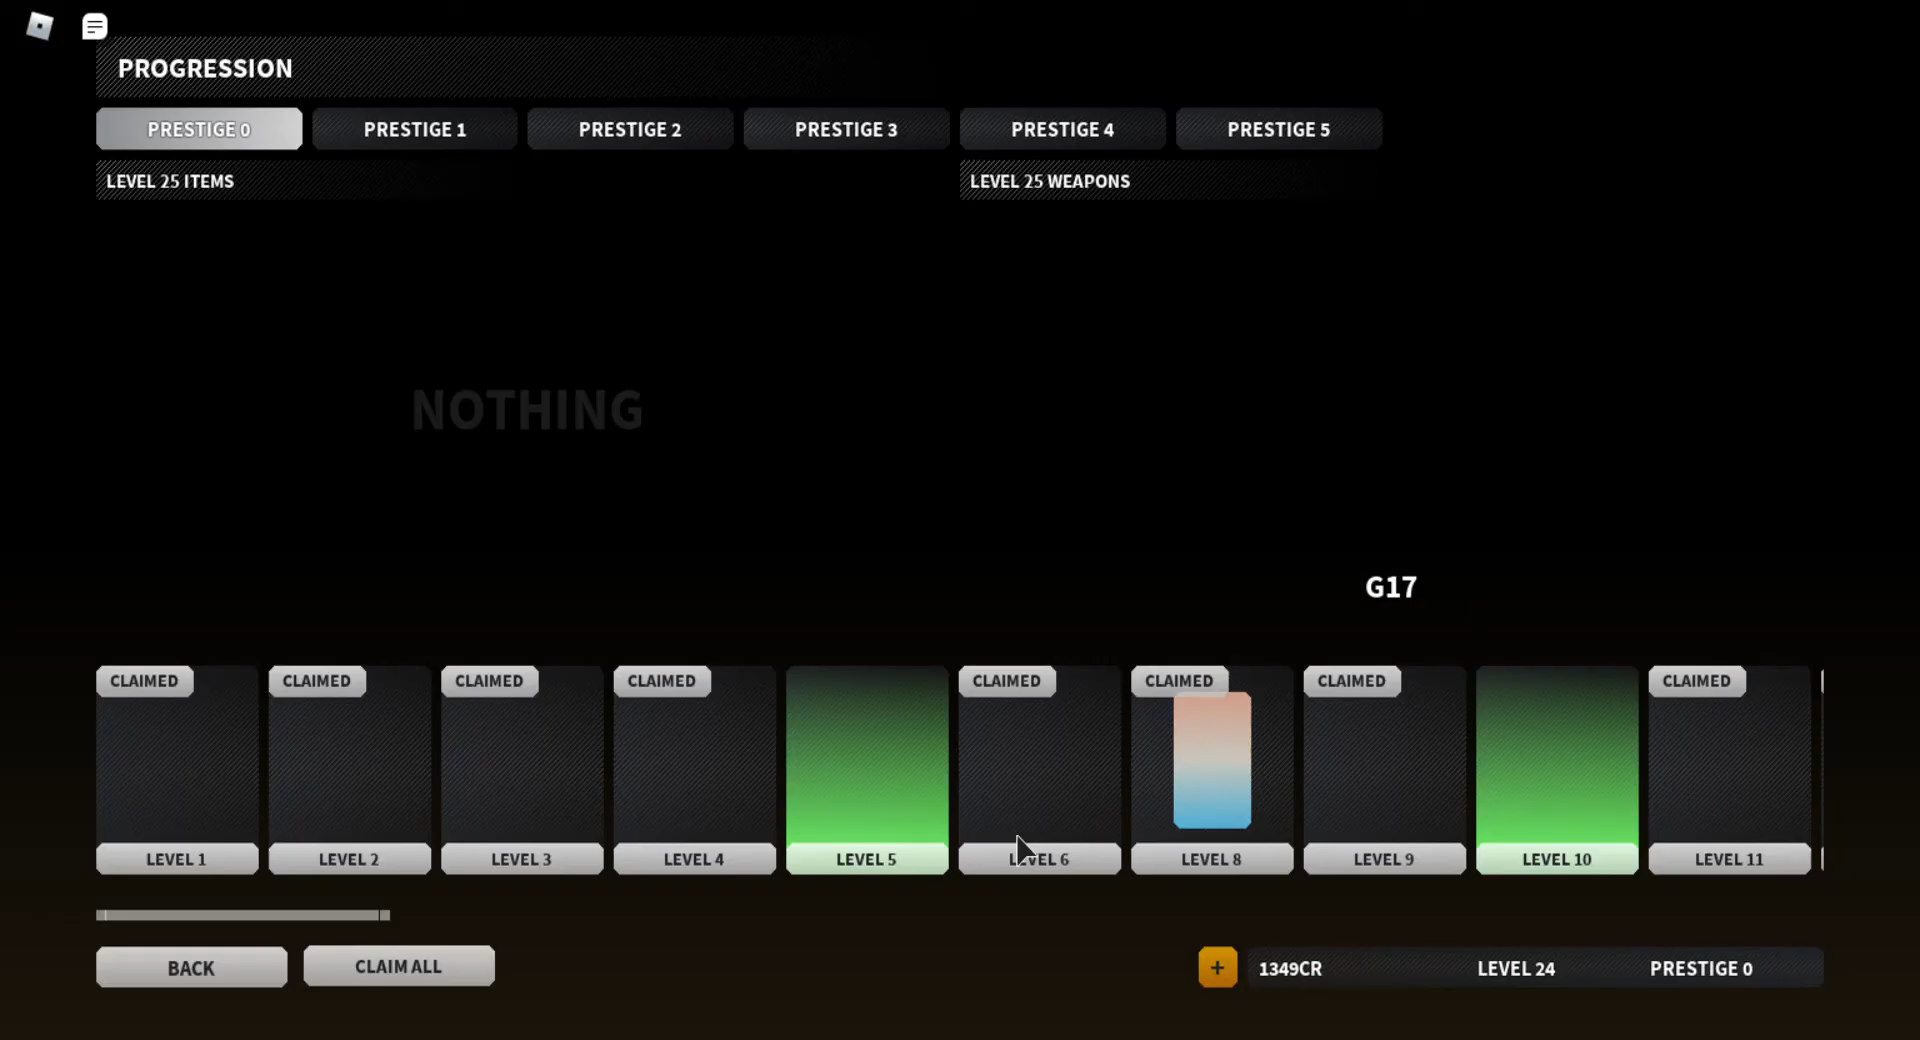 PROGRESSION
PRESTIGE 0 PRESTIGE 1 PRESTIGE 2 PRESTIGE 3 PRESTIGE 4 PRESTIGE 5
LEVEL 25 ITEMS LEVEL 25 WEAPONS
NOTHING
G17
CLAIMED CLAIMED CLAIMED CLAIMED CLAIMED CLAIMED CLAIMED CLAIMED
LEVEL 1 LEVEL 2 LEVEL 3 LEVEL 4 LEVEL 5 LEVEL 6 LEVEL 8 LEVEL 9 LEVEL 10 LEVEL 11
BACK CLAIM ALL + 1349CR LEVEL 24 PRESTIGE 0